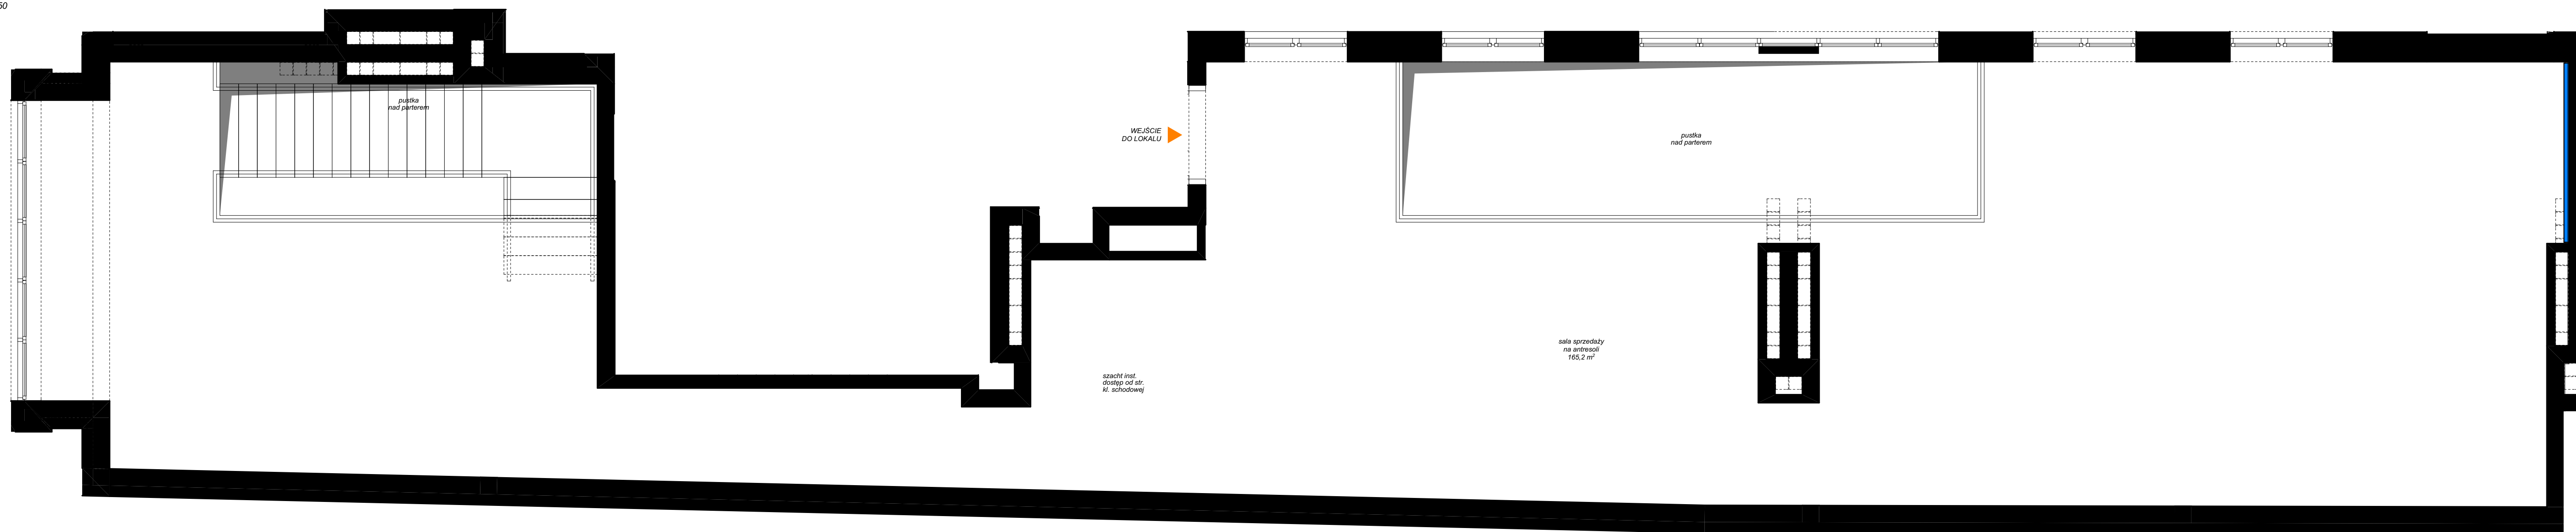 50
pustka
nad parterem
WEJŚCIE
DO LOKALU
pustka
nad parterem
sala sprzedaży
na antresoli
165,2 m²
szacht inst.
dostęp od str.
kl. schodowej